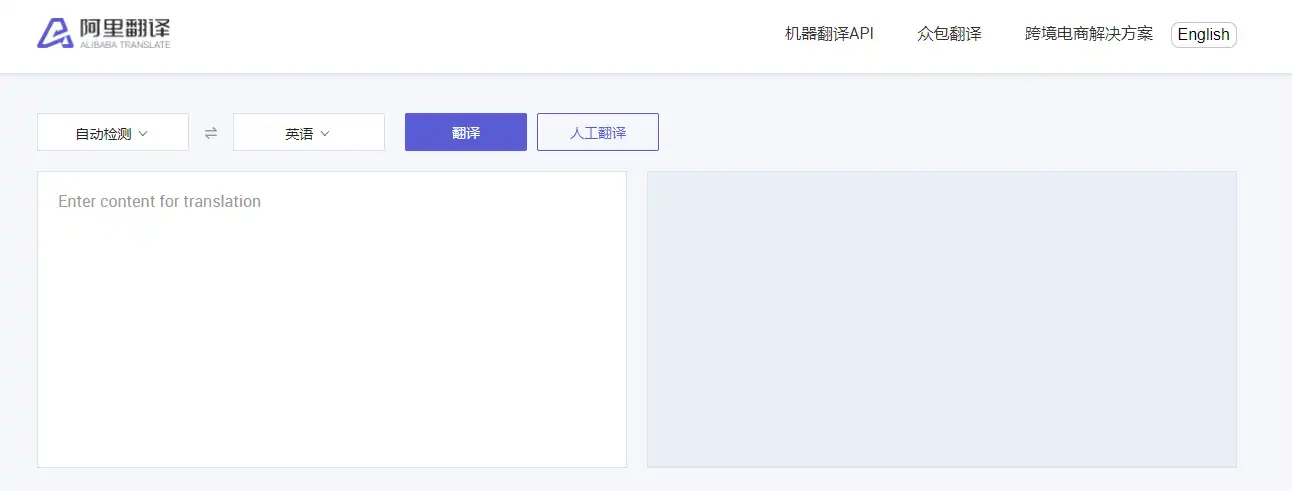 阿里翻译
ALIBABA TRANSLATE
机器翻译API 众包翻译 跨境电商解决方案 English
自动检测 英语 翻译 人工翻译
Enter content for translation